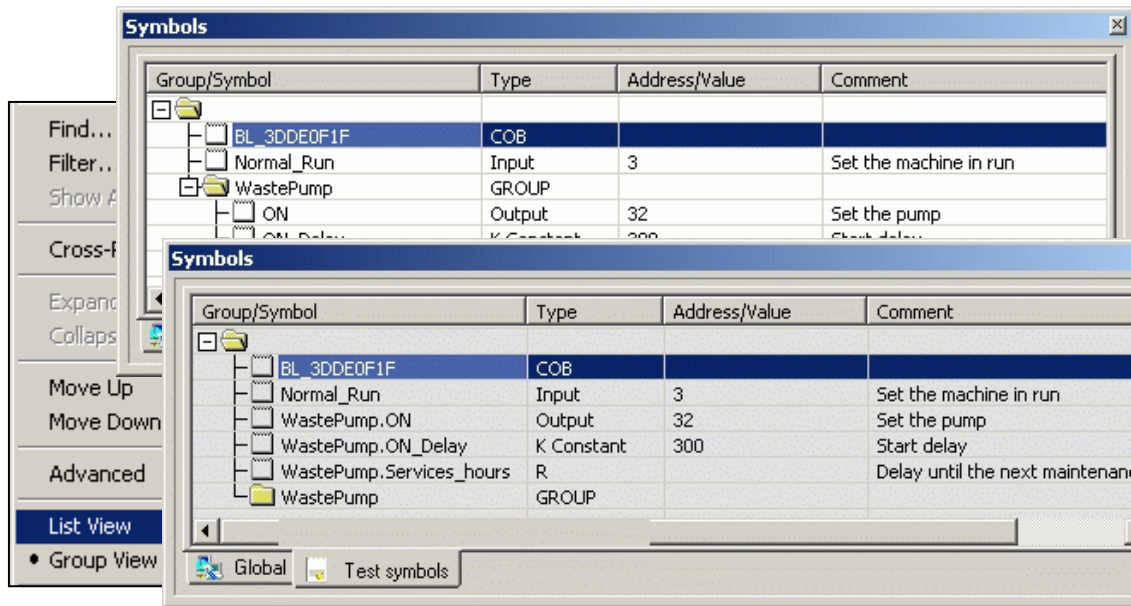 Symbols
Group/Symbol Type Address/Value Comment
BL_3DDE0F1F COB
Normal_Run Input 3 Set the machine in run
WastePump GROUP
ON Output 32 Set the pump
Find...
Filter...
Show
Cross-
Expand
Collaps
Move Up
Move Down
Advanced
List View
• Group View
Symbols
Group/Symbol Type Address/Value Comment
BL_3DDE0F1F COB
Normal_Run Input 3 Set the machine in run
WastePump.ON Output 32 Set the pump
WastePump.ON_Delay K Constant 300 Start delay
WastePump.Services_hours R Delay until the next maintenan
WastePump GROUP
Global Test symbols